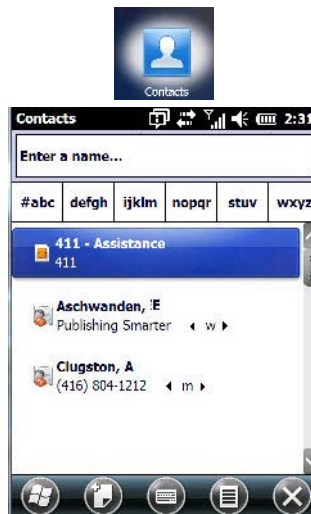 Contacts
Contacts 2:31
Enter a name...
#abc defgh ijklm nopqr stuv wxyz
411 - Assistance
411
Aschwanden, E
Publishing Smarter w
Clugston, A
(416) 804-1212 m